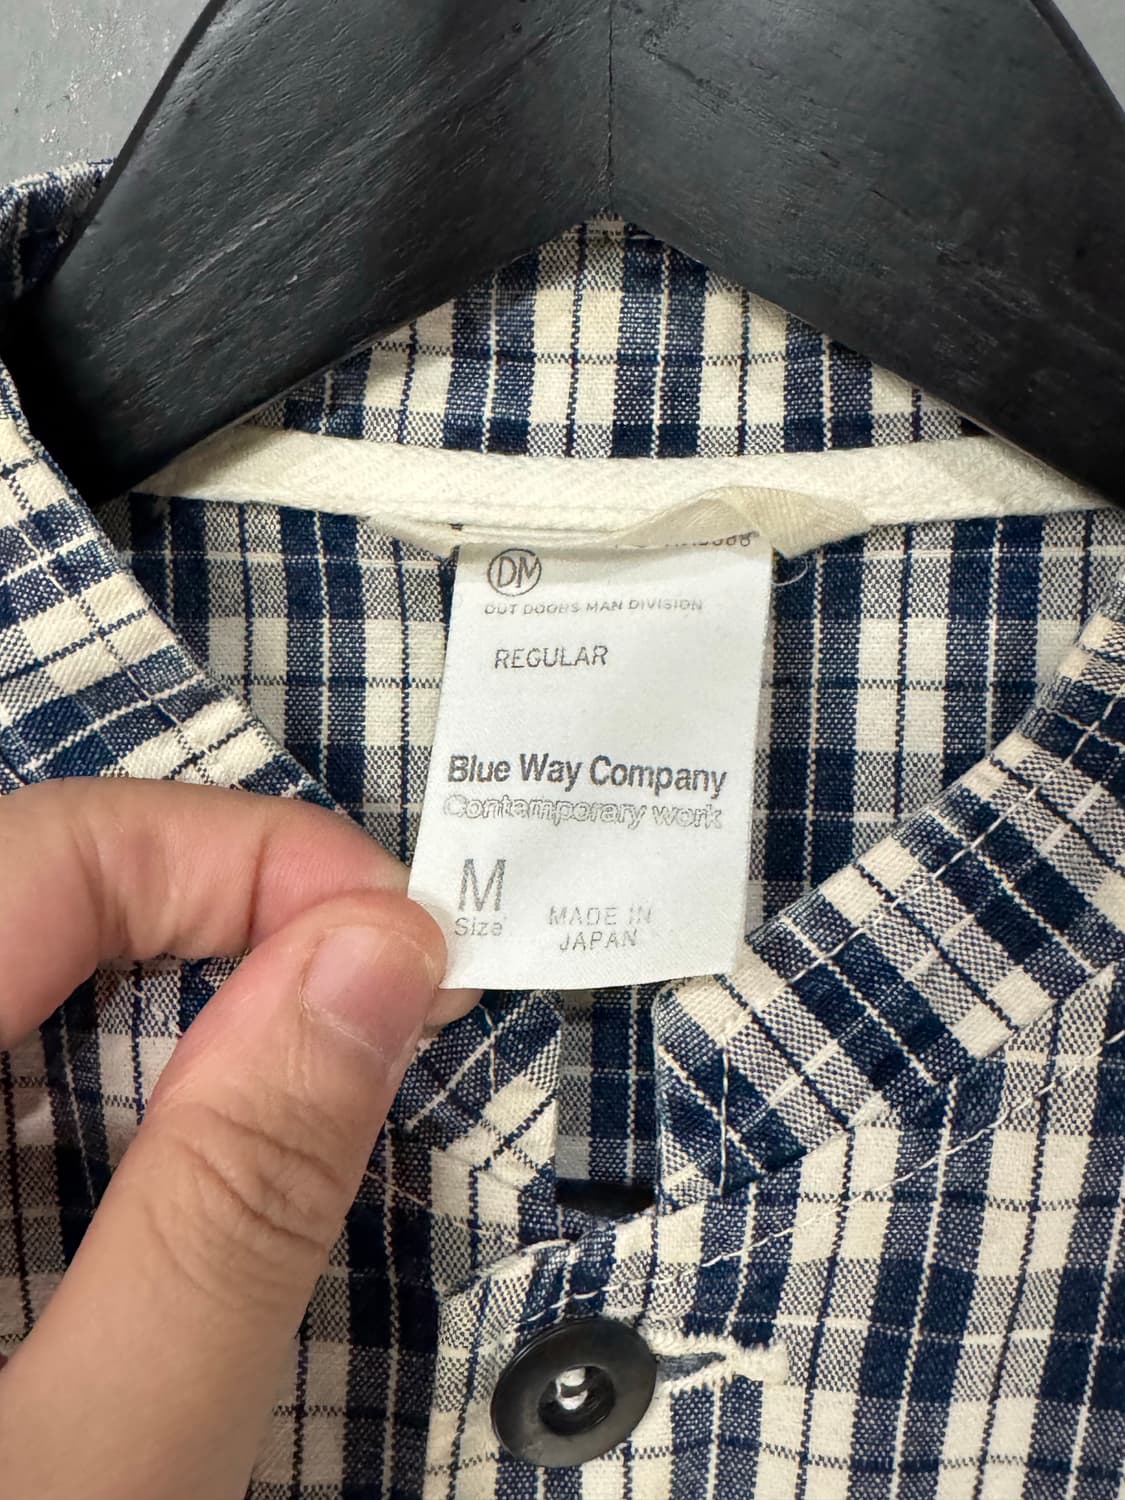 DM
OUT DOORS MAN DIVISION
REGULAR
Blue Way Company
Contemporary work
M
Size
MADE IN
JAPAN